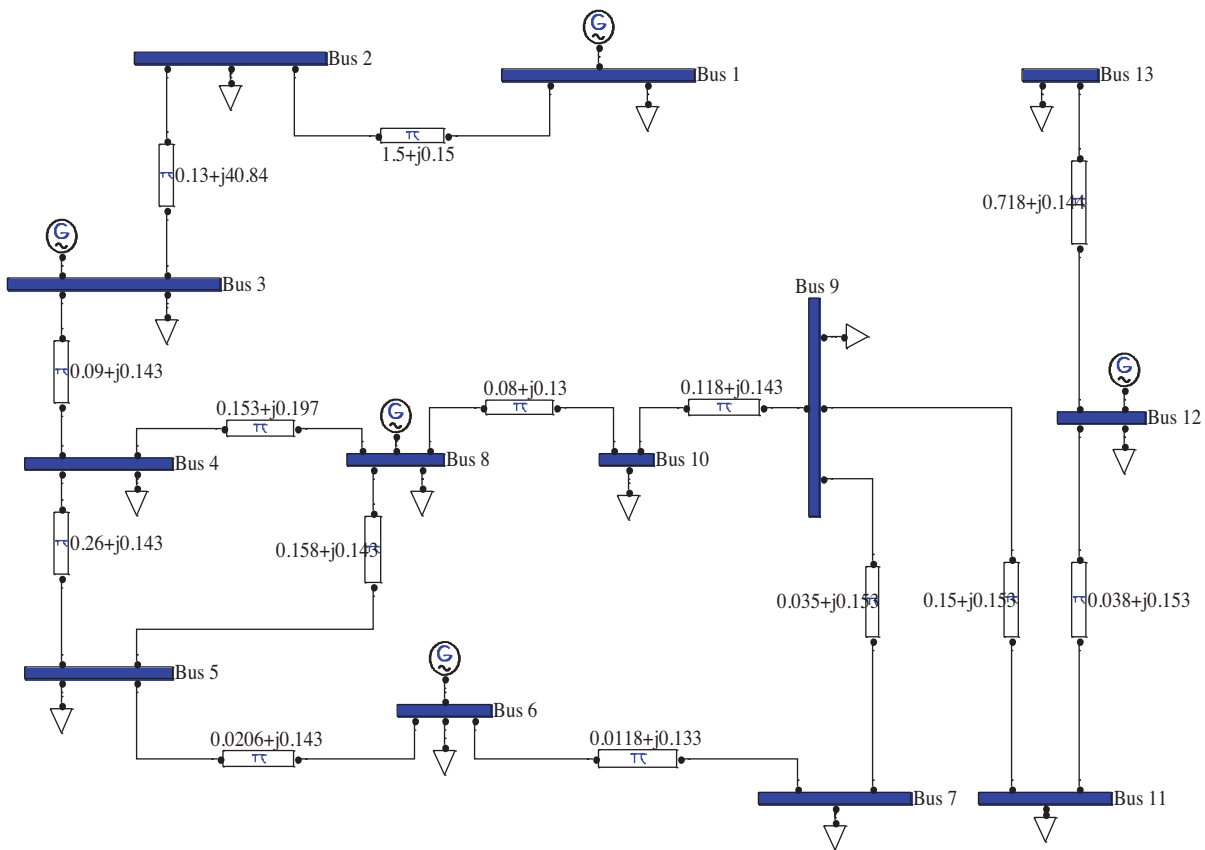 G
Bus 2
Bus 1
Bus 13
π
1.5+j0.15
π
0.13+j40.84
π
0.718+j0.144
G
Bus 3
Bus 9
π
0.09+j0.143
G
0.08+j0.13
π
0.118+j0.143
π
0.153+j0.197
π
G
Bus 12
Bus 4
Bus 8
Bus 10
π
0.26+j0.143
π
0.158+j0.143
π
0.035+j0.153
π
0.15+j0.153
π
0.038+j0.153
G
Bus 5
Bus 6
0.0206+j0.143
π
0.0118+j0.133
π
Bus 7
Bus 11